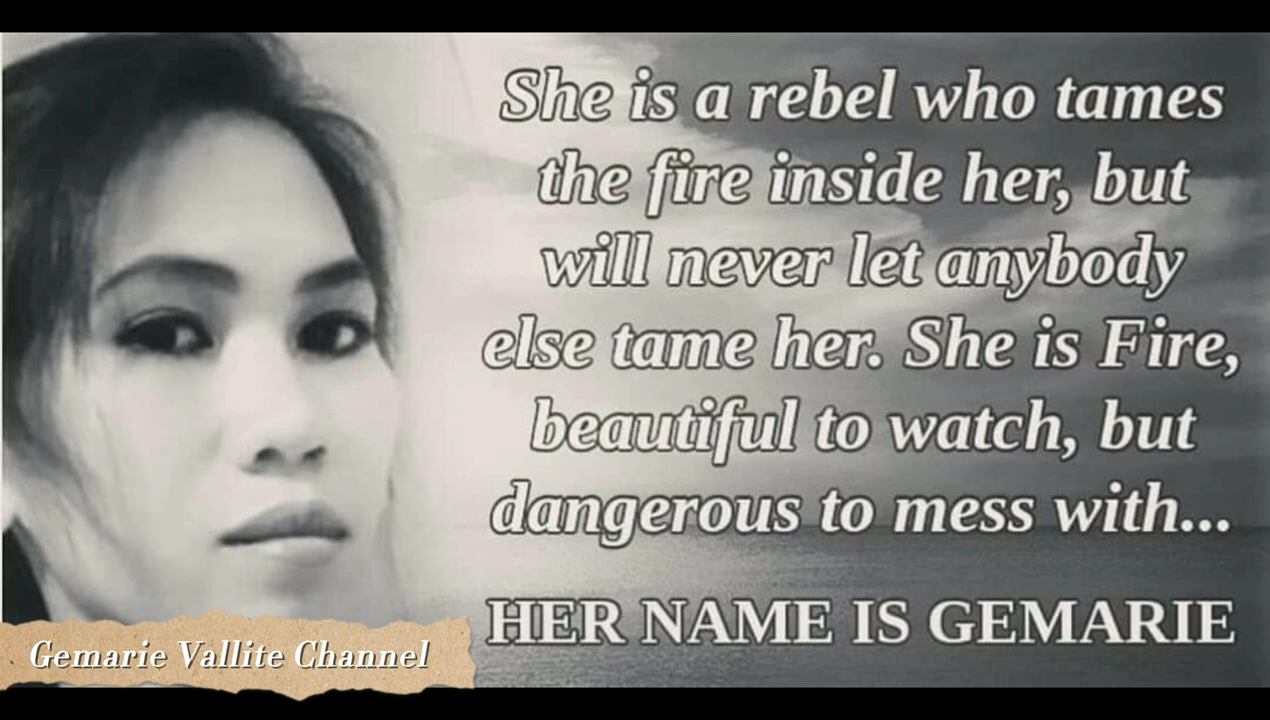 She is a rebel who tames
the fire inside her, but
will never let anybody
else tame her. She is Fire,
beautiful to watch, but
dangerous to mess with...
HER NAME IS GEMARIE
Gemarie Vallite Channel